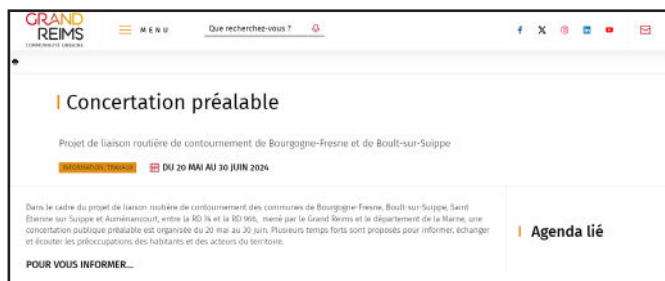 GRAND
REIMS
COMMUNAUTÉ URBAINE
MENU
Que recherchez-vous ?
Concertation préalable
Projet de liaison routière de contournement de Bourgogne-Fresne et de Boult-sur-Suippe
INFORMATION, TRAVAUX
DU 20 MAI AU 30 JUIN 2024
Dans le cadre du projet de liaison routière de contournement des communes de Bourgogne-Fresne, Boult-sur-Suippe, Saint
Etienne sur Suippe et Auménancourt, entre la RD 74 et la RD 966, mené par le Grand Reims et le département de la Marne, une
concertation publique préalable est organisée du 20 mai au 30 juin. Plusieurs temps forts sont proposés pour informer, échanger
et écouter les préoccupations des habitants et des acteurs du territoire.
POUR VOUS INFORMER...
Agenda lié